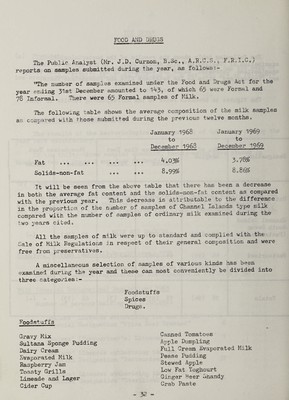 FOOD AND DRUGS
The Public Analyst (Mr. J.D. Curson, B.Sc., A.R.C.S., F.R.I.C.)
reports on samples submitted during the year, as follows:-
"The number of samples examined under the Food and Drugs Act for the
year ending 31st December amounted to 143, of which 65 were Formal and
78 Informal. There were 65 Formal samples of Milk.
The following table shows the average composition of the milk samples
as compared with those submitted during the previous twelve months.
January 1968 January 1969
to to
December 1968 December 1969
Fat ... ... ... ... 4.03% 3.78%
Solids-non-fat ... ... 8.99% 8.86%
It will be seen from the above table that there has been a decrease
in both the average fat content and the solids-non-fat content as compared
with the previous year. This decrease is attributable to the difference
in the proportion of the number of samples of Channel Islands type milk
compared with the number of samples of ordinary milk examined during the
two years cited.
All the samples of milk were up to standard and complied with the
Sale of Milk Regulations in respect of their general composition and were
free from preservatives.
A miscellaneous selection of samples of various kinds has been
examined during the year and these can most conveniently be divided into
three categories:-
Foodstuffs
Spices
Drugs.
Foodstuffs
Gravy Mix
Sultana Sponge Pudding
Dairy Cream
Evaporated Milk
Raspberry Jam
Toasty Grills
Limeade and Lager
Cider Cup
Canned Tomatoes
Apple Dumpling
Full Cream Evaporated Milk
Pease Pudding
Stewed Apple
Low Fat Yoghourt
Ginger Beer Shandy
Crab Paste
- 32 -